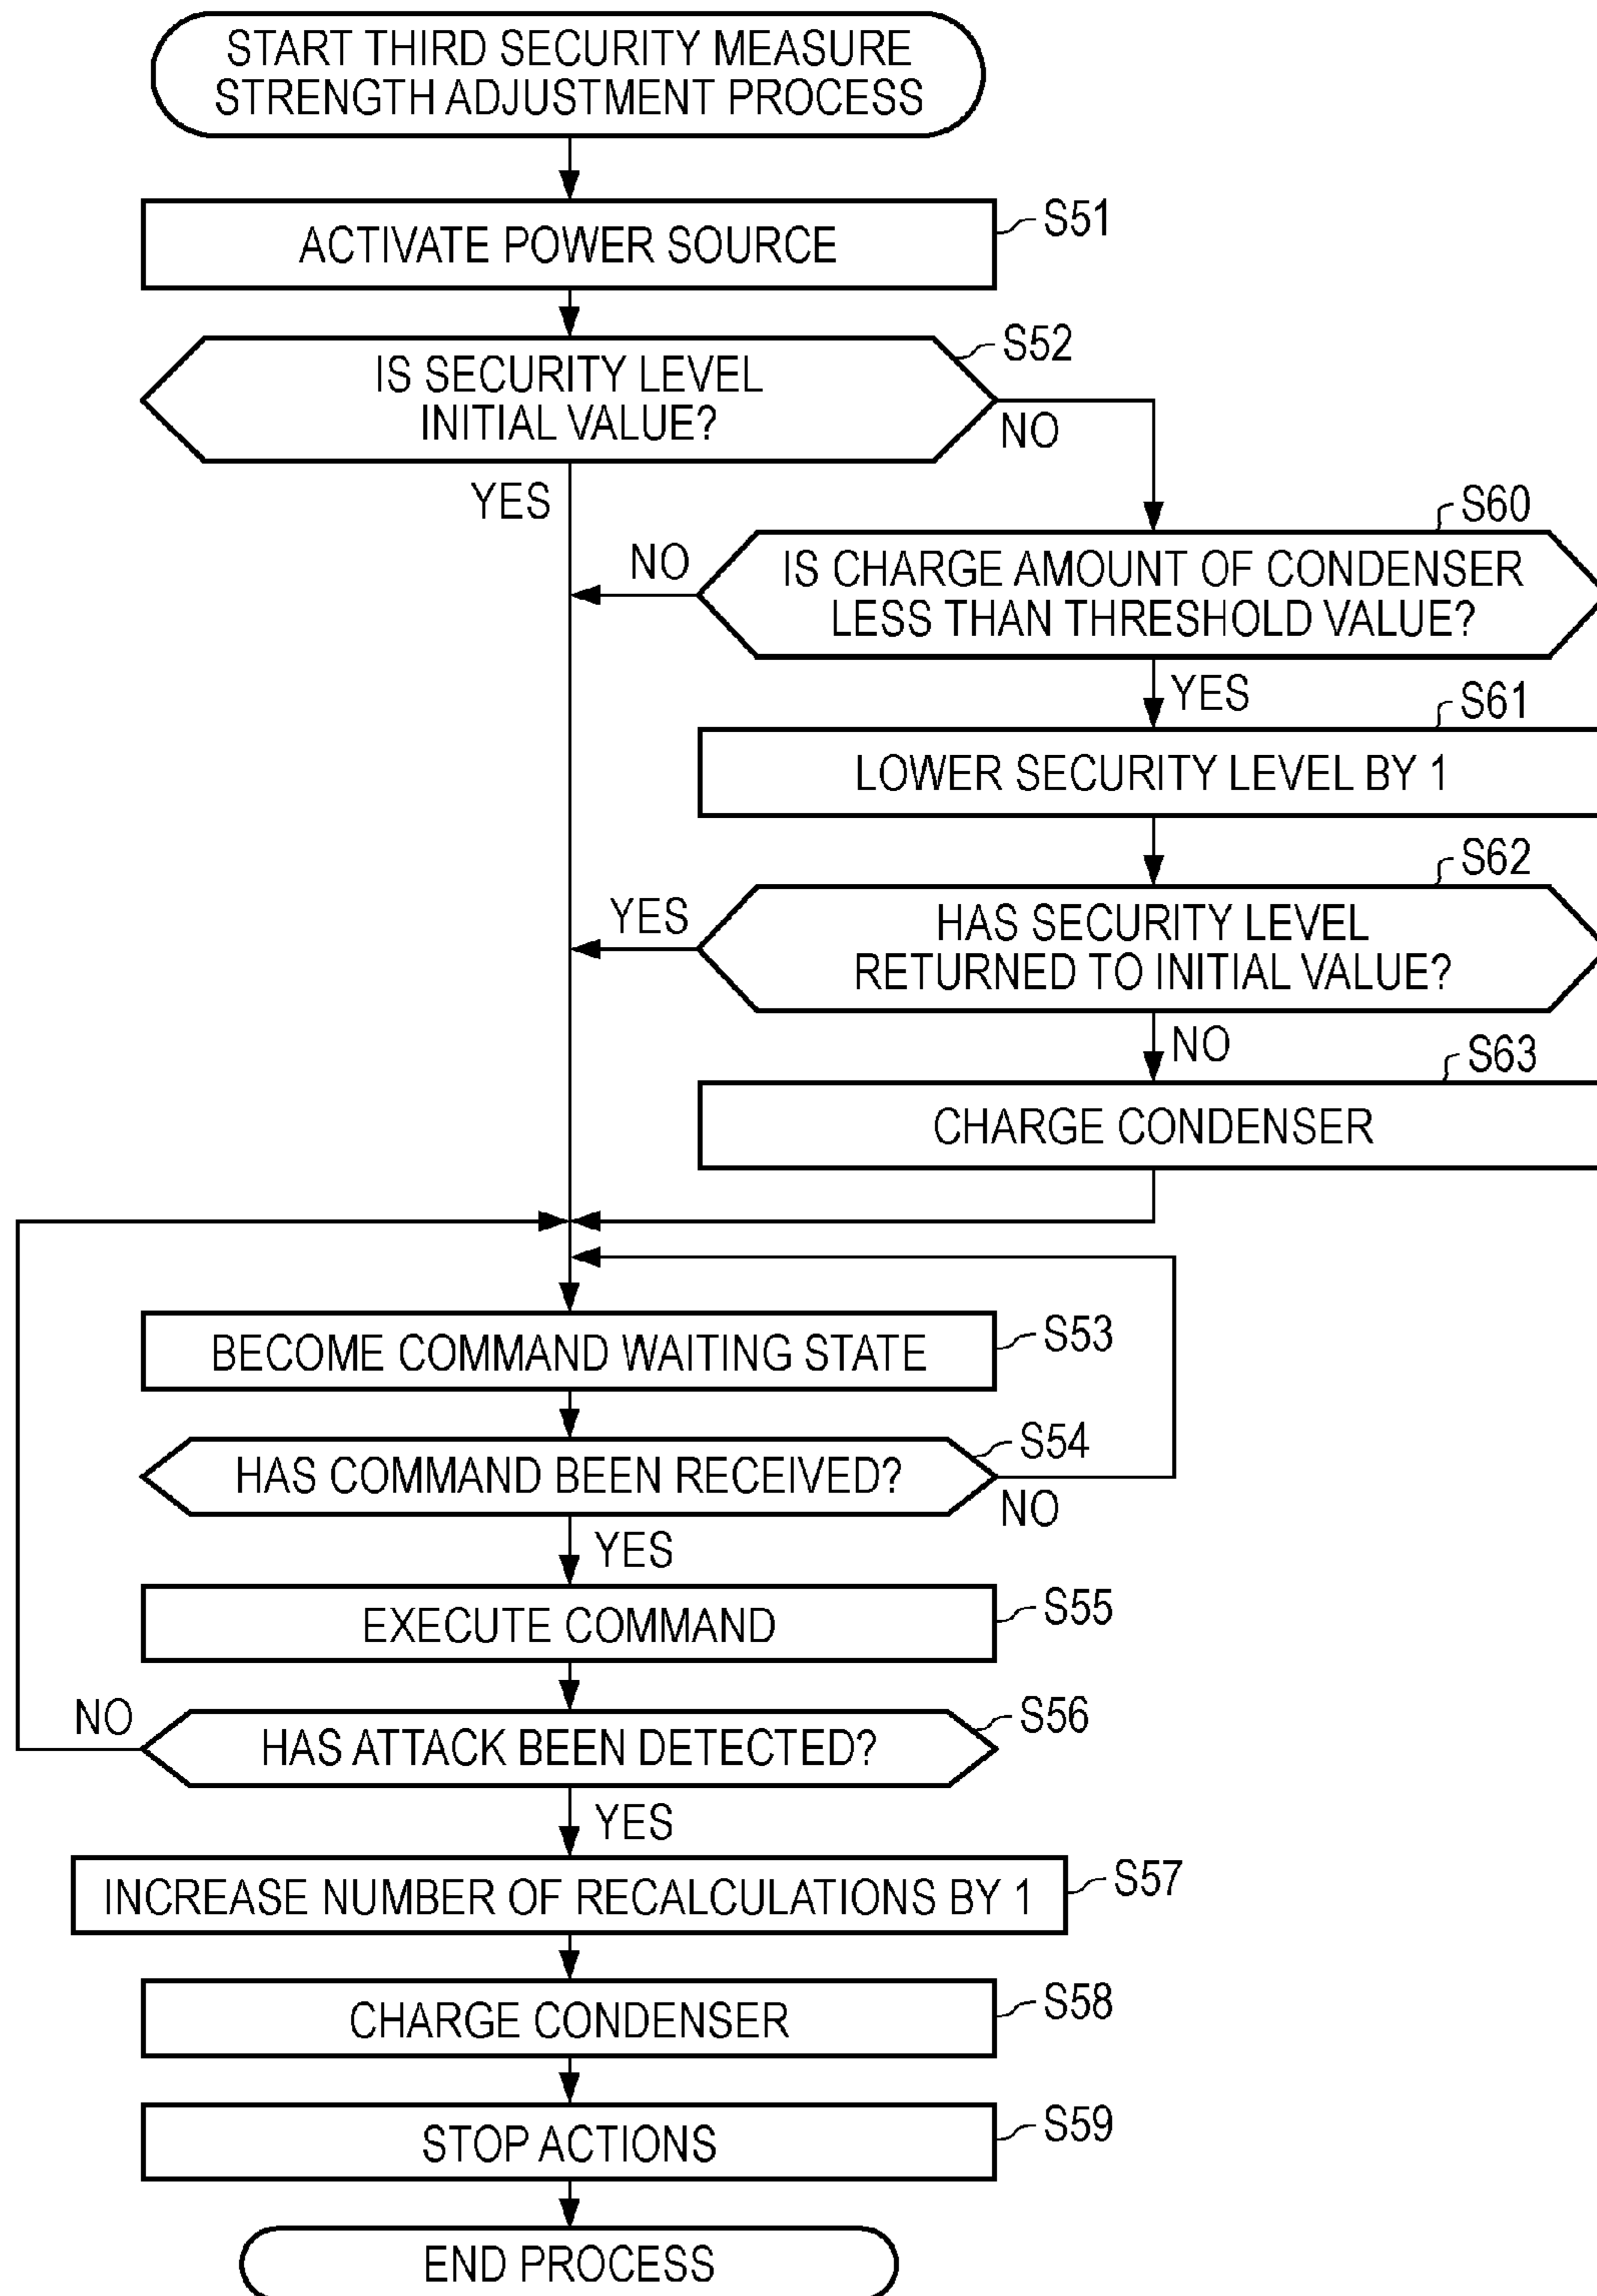 START THIRD SECURITY MEASURE
STRENGTH ADJUSTMENT PROCESS
ACTIVATE POWER SOURCE
S51
IS SECURITY LEVEL
INITIAL VALUE?
S52
NO
YES
S60
IS CHARGE AMOUNT OF CONDENSER
LESS THAN THRESHOLD VALUE?
NO
YES
S61
LOWER SECURITY LEVEL BY 1
S62
HAS SECURITY LEVEL
RETURNED TO INITIAL VALUE?
YES
NO
S63
CHARGE CONDENSER
BECOME COMMAND WAITING STATE
S53
HAS COMMAND BEEN RECEIVED?
S54
NO
YES
EXECUTE COMMAND
S55
HAS ATTACK BEEN DETECTED?
S56
NO
YES
INCREASE NUMBER OF RECALCULATIONS BY 1
S57
CHARGE CONDENSER
S58
STOP ACTIONS
S59
END PROCESS